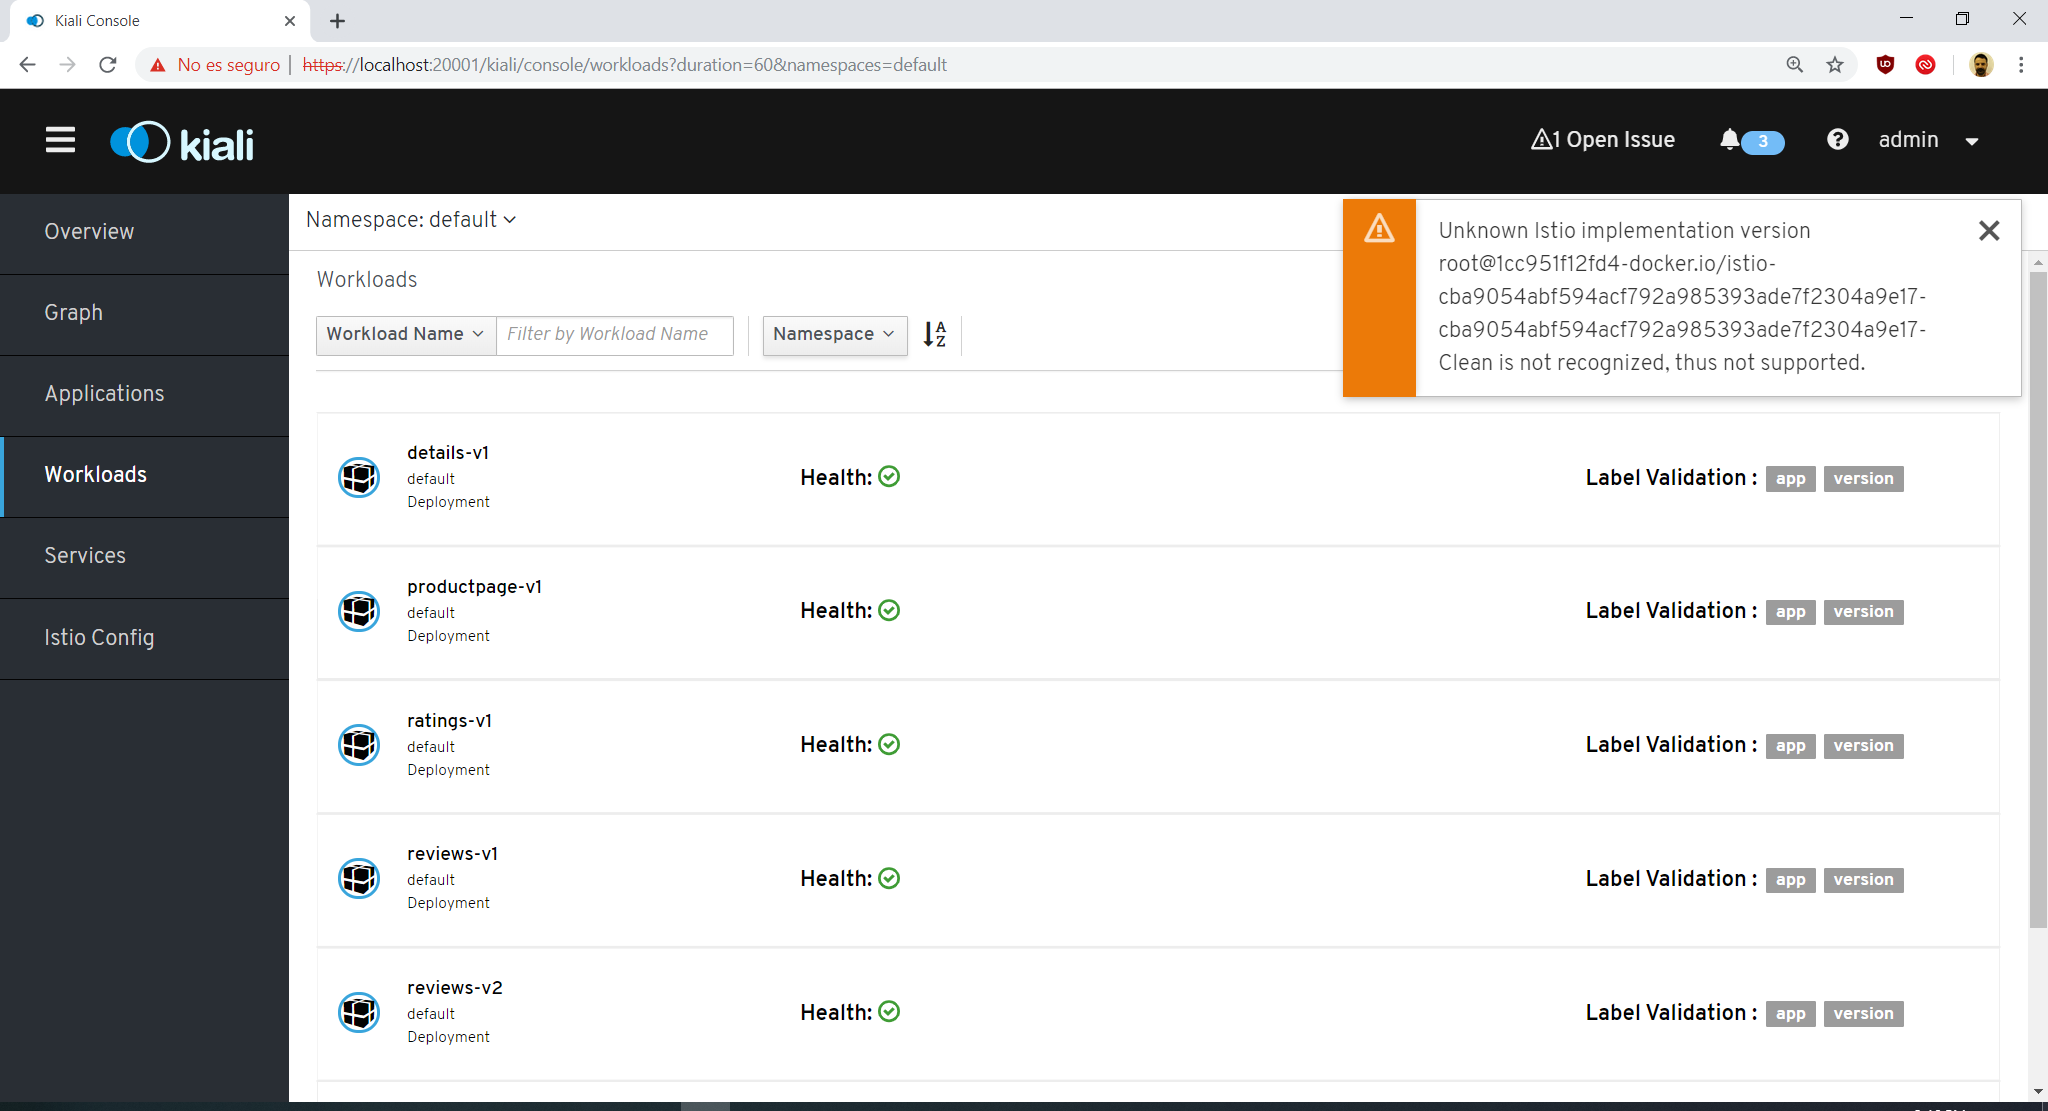 Kiali Console
No es seguro
https://localhost:20001/kiali/console/workloads?duration=60&namespaces=default
kiali
1 Open Issue
3
admin
Overview
Graph
Applications
Workloads
Services
Istio Config
Namespace: default
Unknown Istio implementation version
root@1cc951f12fd4-docker.io/istio-
cba9054abf594acf792a985393ade7f2304a9e17-
cba9054abf594acf792a985393ade7f2304a9e17-
Clean is not recognized, thus not supported.
Workloads
Workload Name
Filter by Workload Name
Namespace
details-v1
default
Deployment
Health:
Label Validation : app version
productpage-v1
default
Deployment
Health:
Label Validation : app version
ratings-v1
default
Deployment
Health:
Label Validation : app version
reviews-v1
default
Deployment
Health:
Label Validation : app version
reviews-v2
default
Deployment
Health:
Label Validation : app version